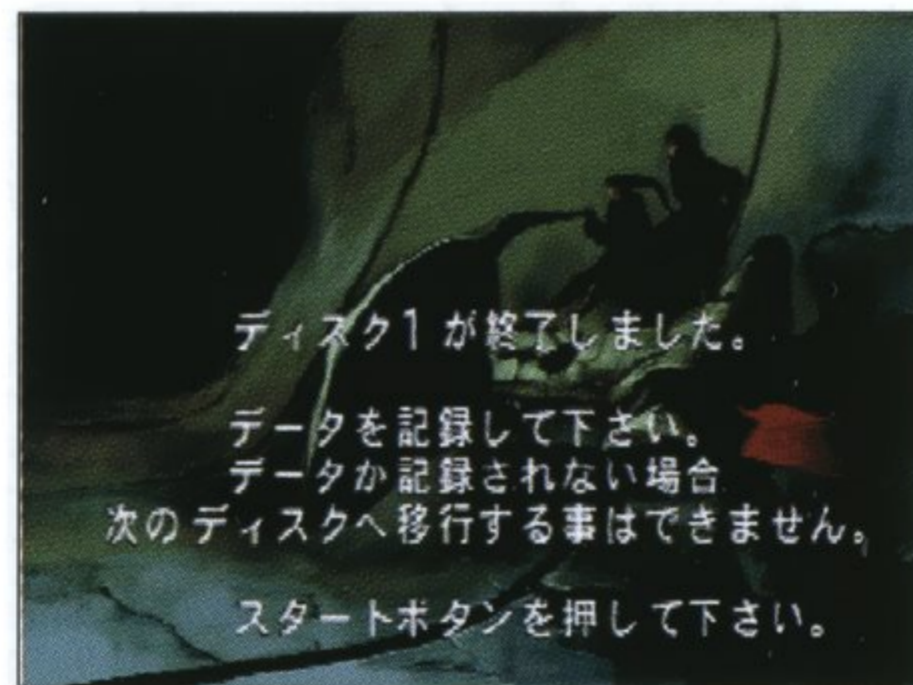 ディスク1が終了しました。
データを記録して下さい。
データが記録されない場合
次のディスクへ移行する事はできません。
スタートボタンを押して下さい。